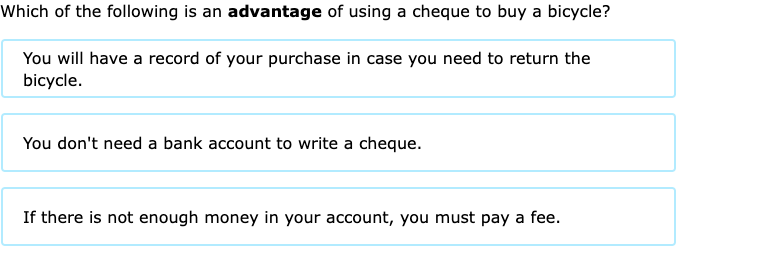 Which of the following is an advantage of using a cheque to buy a bicycle?
You will have a record of your purchase in case you need to return the
bicycle.
You don't need a bank account to write a cheque.
If there is not enough money in your account, you must pay a fee.